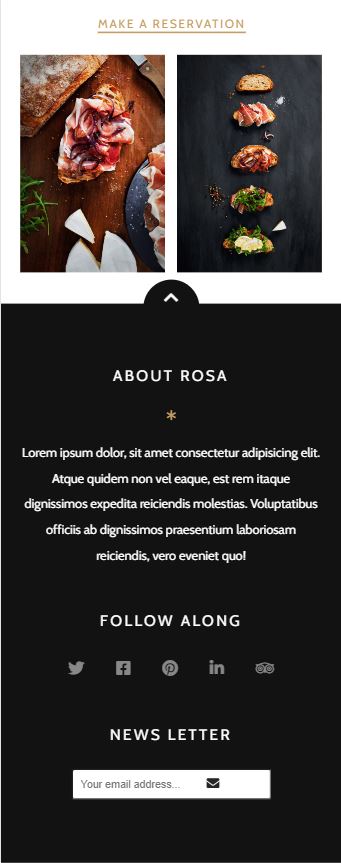 MAKE A RESERVATION
ABOUT ROSA
*
Lorem ipsum dolor, sit amet consectetur adipisicing elit.
Atque quidem non vel eaque, est rem itaque
dignissimos expedita reiciendis molestias. Voluptatibus
officiis ab dignissimos praesentium laboriosam
reiciendis, vero eveniet quo!
FOLLOW ALONG
NEWS LETTER
Your email address...